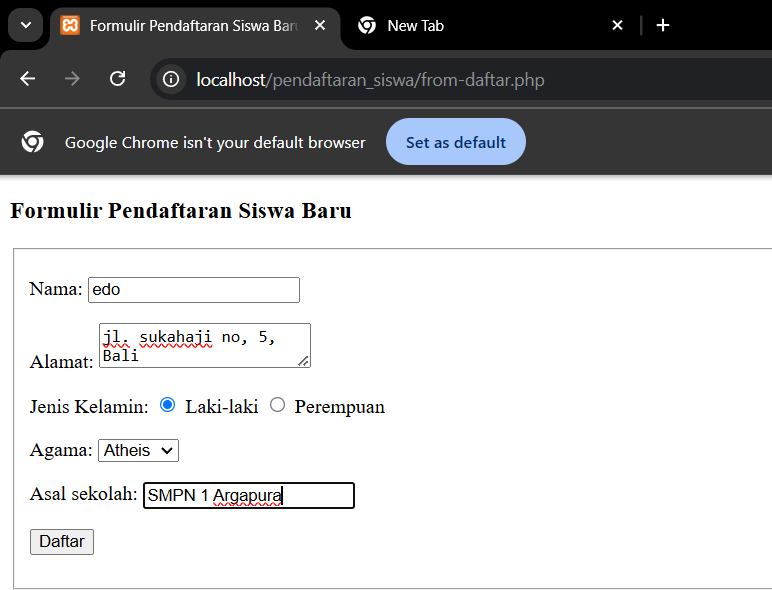 Formulir Pendaftaran Siswa Bar
New Tab
localhost/pendaftaran_siswa/from-daftar.php
Google Chrome isn't your default browser
Set as default
Formulir Pendaftaran Siswa Baru
Nama: edo
Alamat: jl. sukahaji no, 5,
Bali
Jenis Kelamin: Laki-laki Perempuan
Agama: Atheis
Asal sekolah: SMPN 1 Argapura
Daftar